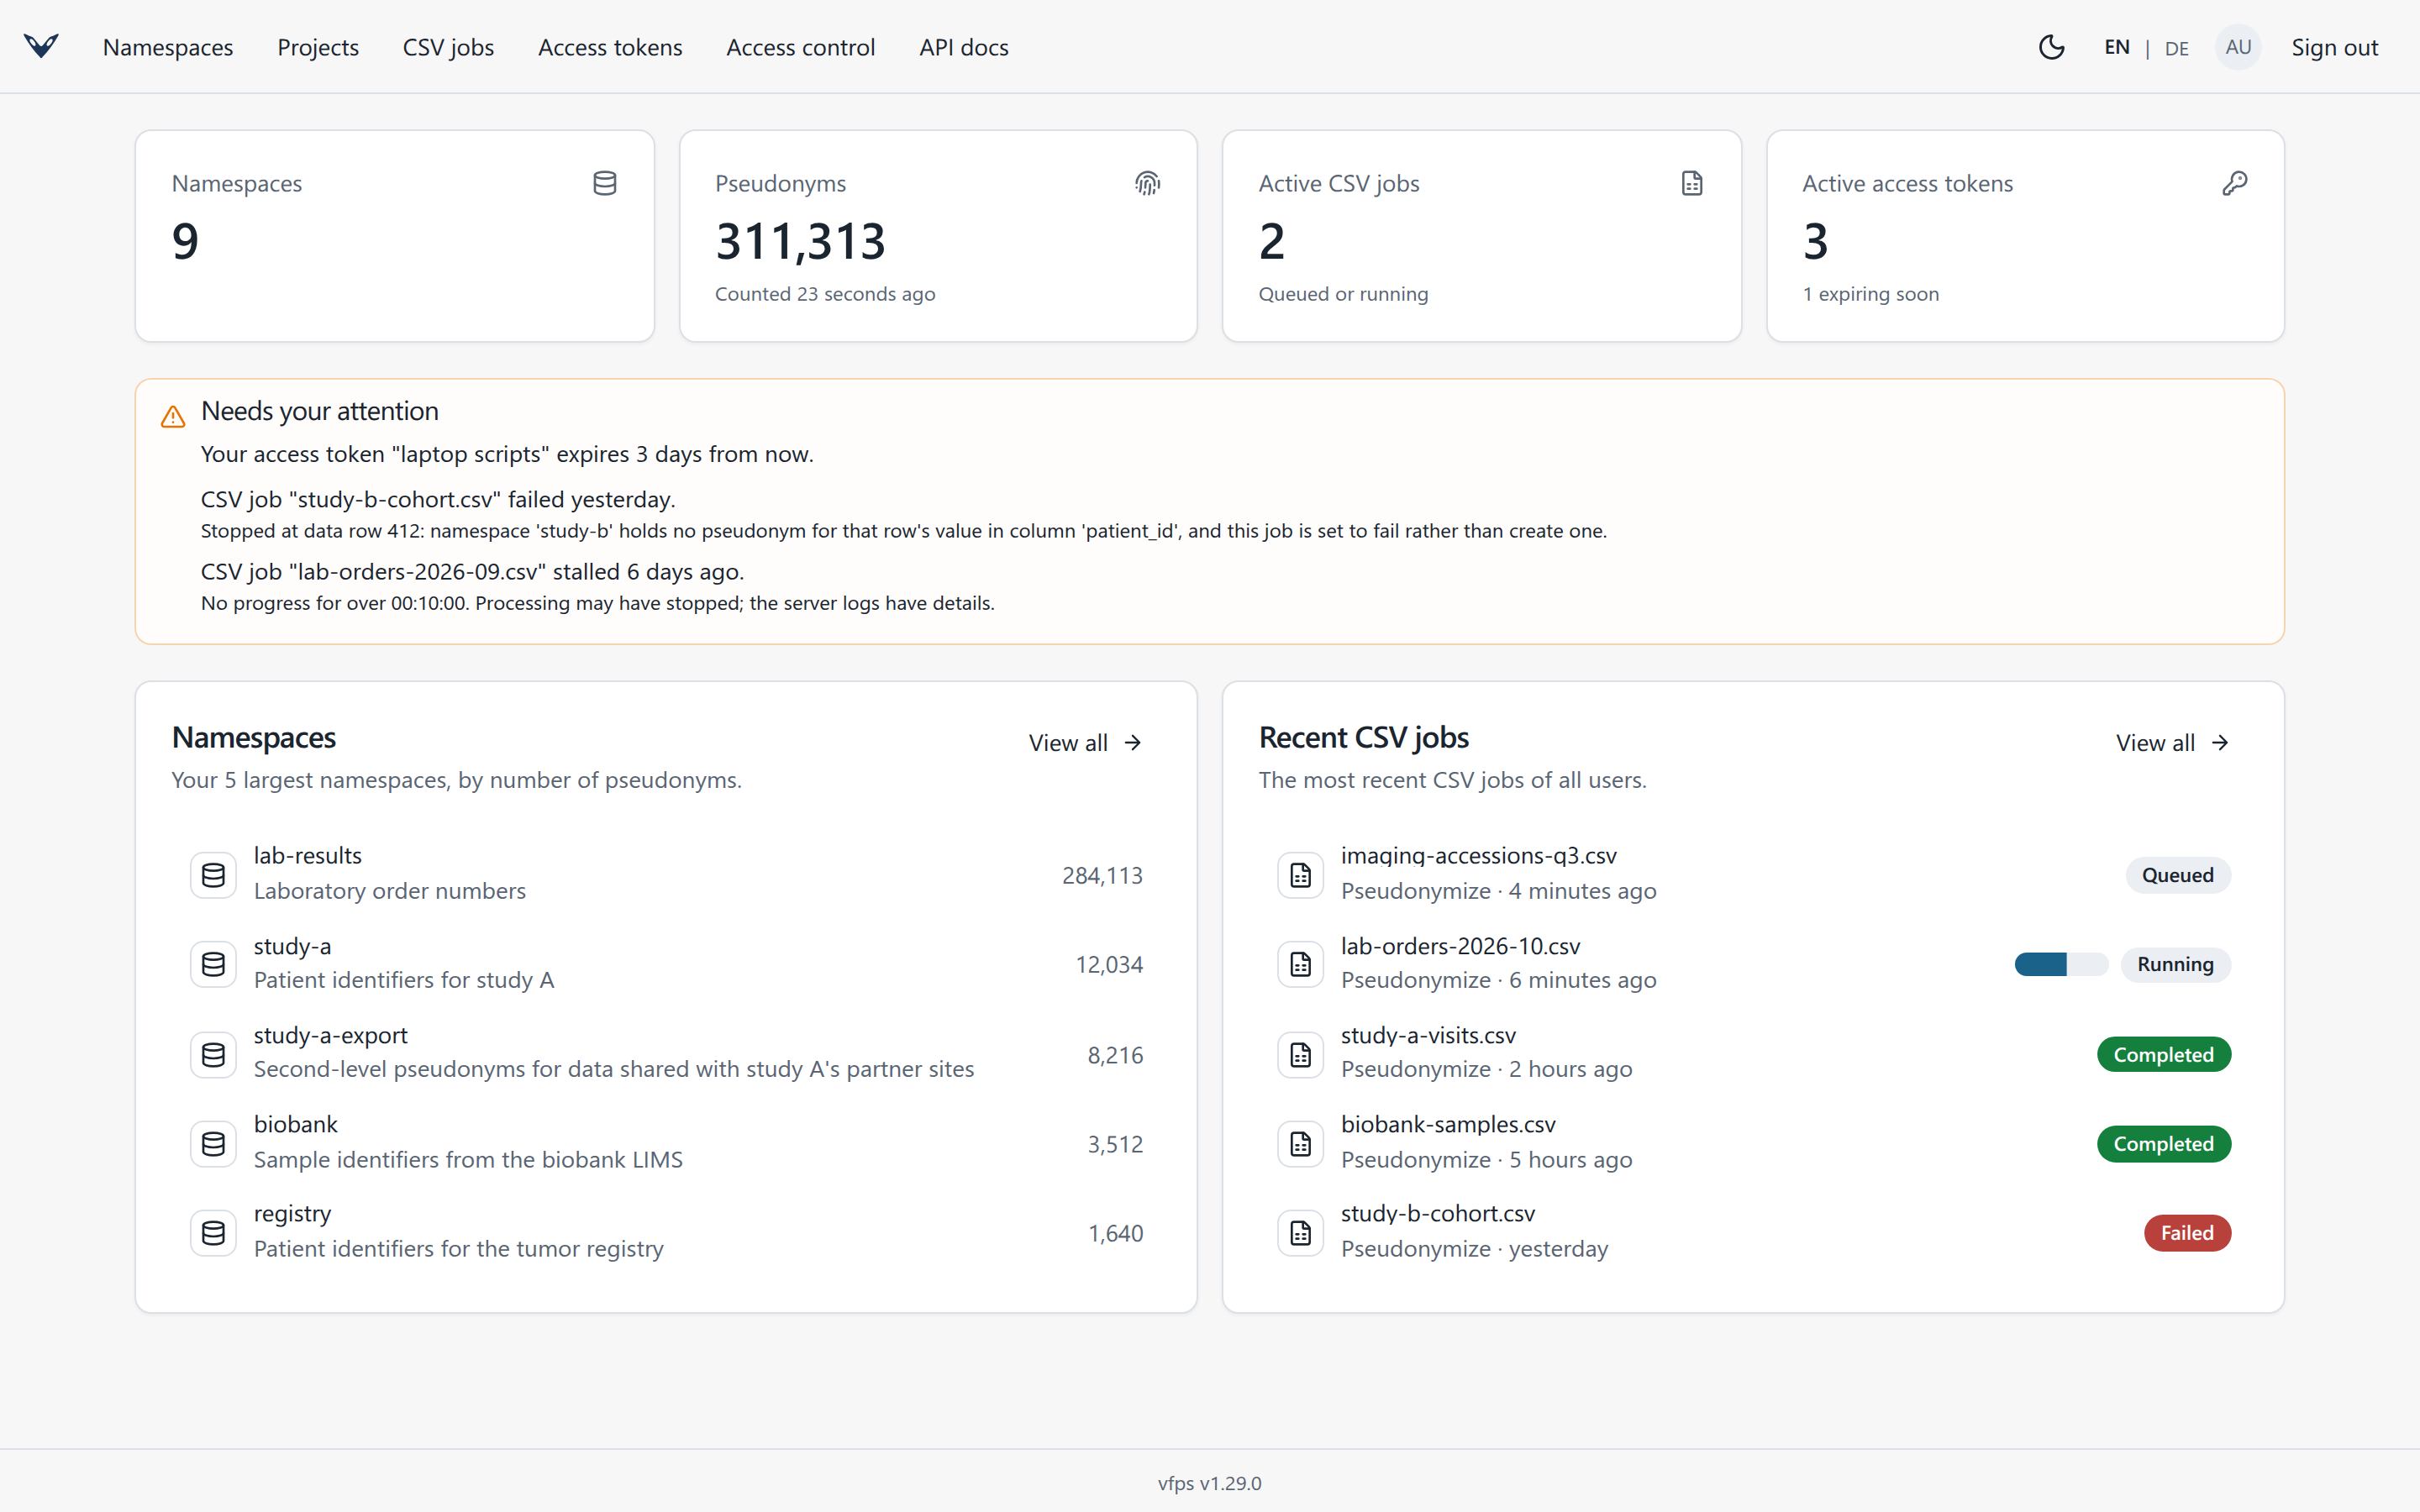 Namespaces Projects CSV jobs Access tokens Access control API docs EN | DE AU Sign out
Namespaces
9
Pseudonyms
311,313
Counted 23 seconds ago
Active CSV jobs
2
Queued or running
Active access tokens
3
1 expiring soon
Needs your attention
Your access token "laptop scripts" expires 3 days from now.
CSV job "study-b-cohort.csv" failed yesterday.
Stopped at data row 412: namespace 'study-b' holds no pseudonym for that row's value in column 'patient_id', and this job is set to fail rather than create one.
CSV job "lab-orders-2026-09.csv" stalled 6 days ago.
No progress for over 00:10:00. Processing may have stopped; the server logs have details.
Namespaces
View all
Your 5 largest namespaces, by number of pseudonyms.
lab-results
Laboratory order numbers
284,113
study-a
Patient identifiers for study A
12,034
study-a-export
Second-level pseudonyms for data shared with study A's partner sites
8,216
biobank
Sample identifiers from the biobank LIMS
3,512
registry
Patient identifiers for the tumor registry
1,640
Recent CSV jobs
View all
The most recent CSV jobs of all users.
imaging-accessions-q3.csv
Pseudonymize · 4 minutes ago
Queued
lab-orders-2026-10.csv
Pseudonymize · 6 minutes ago
Running
study-a-visits.csv
Pseudonymize · 2 hours ago
Completed
biobank-samples.csv
Pseudonymize · 5 hours ago
Completed
study-b-cohort.csv
Pseudonymize · yesterday
Failed
vfps v1.29.0